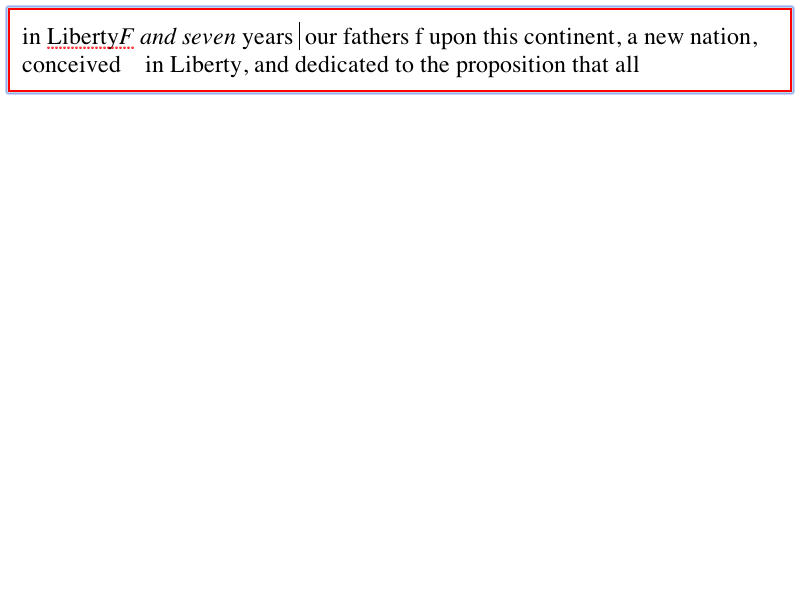 in LibertyF and seven years our fathers f upon this continent, a new nation,
conceived    in Liberty, and dedicated to the proposition that all